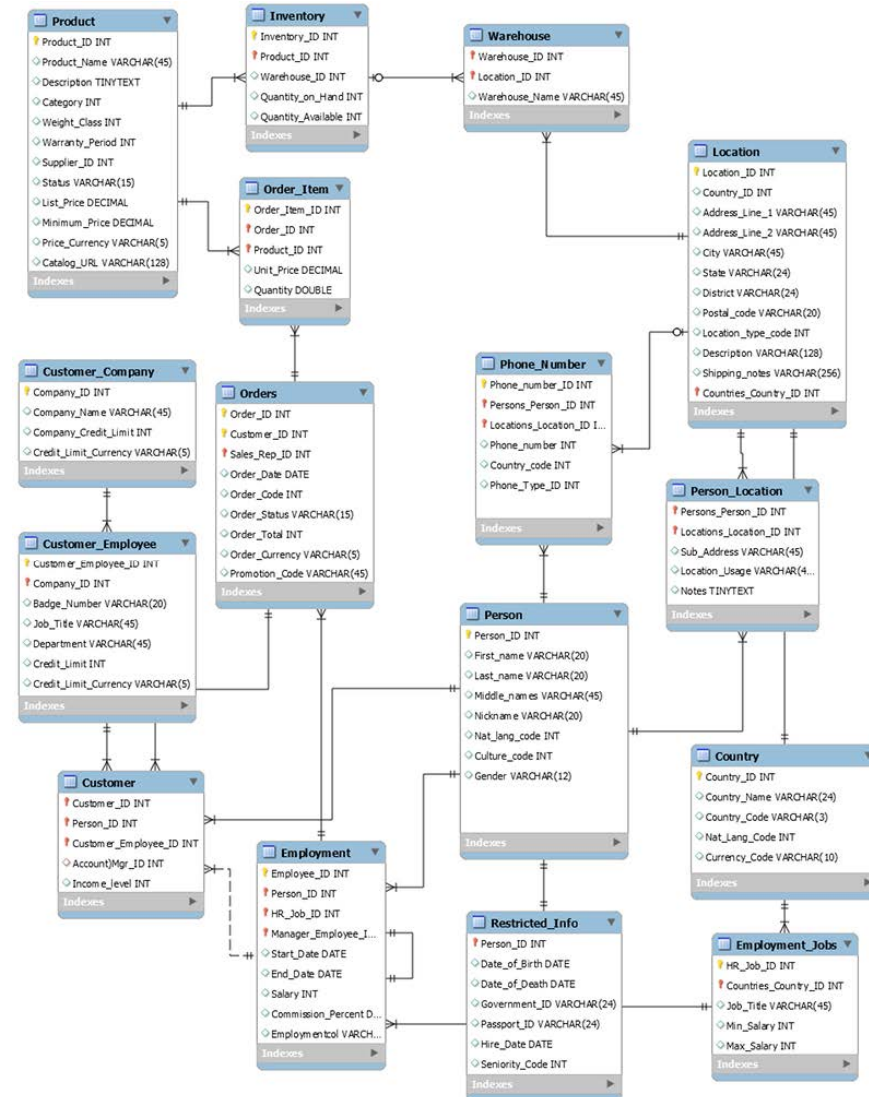 Product
Product_ID INT
Product_Name VARCHAR(45)
Description TINYTEXT
Category INT
Weight_Class INT
Warranty_Period INT
Supplier_ID INT
Status VARCHAR(15)
List_Price DECIMAL
Minimum_Price DECIMAL
Price_Currency VARCHAR(5)
Catalog_URL VARCHAR(128)
Indexes
Inventory
Inventory_ID INT
Product_ID INT
Warehouse_ID INT
Quantity_on_Hand INT
Quantity_Available INT
Indexes
Warehouse
Warehouse_ID INT
Location_ID INT
Warehouse_Name VARCHAR(45)
Indexes
Location
Location_ID INT
Country_ID INT
Address_Line_1 VARCHAR(45)
Address_Line_2 VARCHAR(45)
City VARCHAR(45)
State VARCHAR(24)
District VARCHAR(24)
Postal_code VARCHAR(20)
Location_type_code INT
Description VARCHAR(128)
Shipping_notes VARCHAR(256)
Countries_Country_ID INT
Indexes
Order_Item
Order_Item_ID INT
Order_ID INT
Product_ID INT
Unit_Price DECIMAL
Quantity DOUBLE
Indexes
Customer_Company
Company_ID INT
Company_Name VARCHAR(45)
Company_Credit_Limit INT
Credit_Limit_Currency VARCHAR(5)
Indexes
Orders
Order_ID INT
Customer_ID INT
Sales_Rep_ID INT
Order_Date DATE
Order_Code INT
Order_Status VARCHAR(15)
Order_Total INT
Order_Currency VARCHAR(5)
Promotion_Code VARCHAR(45)
Indexes
Phone_Number
Phone_number_ID INT
Persons_Person_ID INT
Locations_Location_ID I...
Phone_number INT
Country_code INT
Phone_Type_ID INT
Indexes
Person_Location
Persons_Person_ID INT
Locations_Location_ID INT
Sub_Address VARCHAR(45)
Location_Usage VARCHAR(4...
Notes TINYTEXT
Indexes
Customer_Employee
Customer_Employee_ID INT
Company_ID INT
Badge_Number VARCHAR(20)
Job_Title VARCHAR(45)
Department VARCHAR(45)
Credit_Limit INT
Credit_Limit_Currency VARCHAR(5)
Indexes
Person
Person_ID INT
First_name VARCHAR(20)
Last_name VARCHAR(20)
Middle_names VARCHAR(45)
Nickname VARCHAR(20)
Nat_lang_code INT
Culture_code INT
Gender VARCHAR(12)
Indexes
Country
Country_ID INT
Country_Name VARCHAR(24)
Country_Code VARCHAR(3)
Nat_Lang_Code INT
Currency_Code VARCHAR(10)
Indexes
Customer
Customer_ID INT
Person_ID INT
Customer_Employee_ID INT
Account)Mgr_ID INT
Income_level INT
Indexes
Employment
Employee_ID INT
Person_ID INT
HR_Job_ID INT
Manager_Employee_I...
Start_Date DATE
End_Date DATE
Salary INT
Commission_Percent D...
Employmentcol VARCH...
Indexes
Restricted_Info
Person_ID INT
Date_of_Birth DATE
Date_of_Death DATE
Government_ID VARCHAR(24)
Passport_ID VARCHAR(24)
Hire_Date DATE
Seniority_Code INT
Indexes
Employment_Jobs
HR_Job_ID INT
Countries_Country_ID INT
Job_Title VARCHAR(45)
Min_Salary INT
Max_Salary INT
Indexes